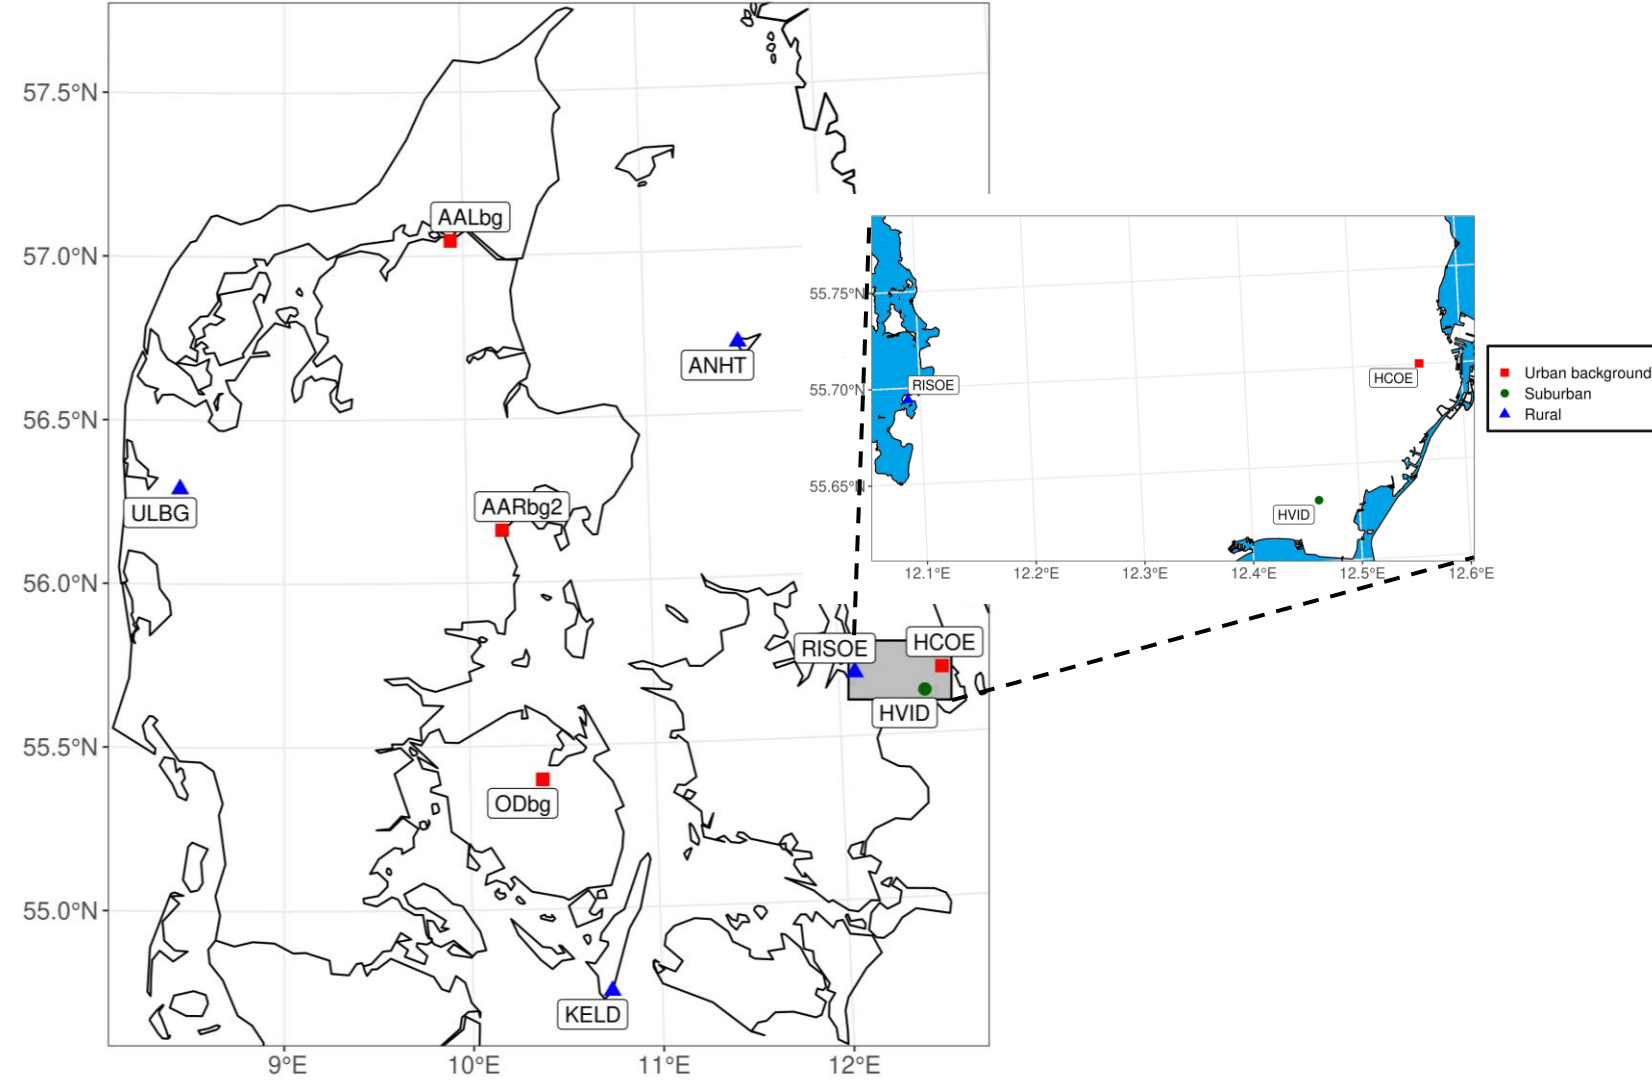 57.5°N
57.0°N
56.5°N
56.0°N
55.5°N
55.0°N
9°E
10°E
11°E
12°E
AALbg
ANHT
ULBG
AARbg2
RISOE
HCOE
HVID
ODbg
KELD
55.75°N
55.70°N
55.65°N
12.1°E
12.2°E
12.3°E
12.4°E
12.5°E
12.6°E
RISOE
HCOE
HVID
Urban background
Suburban
Rural